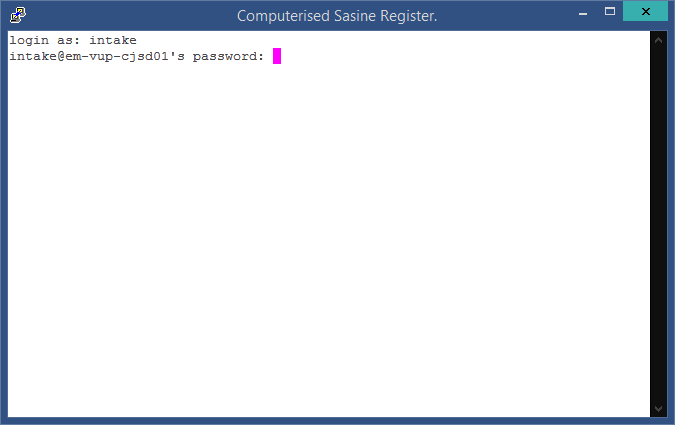 Computerised Sasine Register.
login as: intake
intake@em-vup-cjsd01's password: